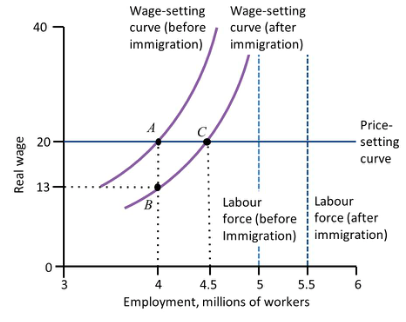 Wage-setting
curve (before
immigration)
Wage-setting
curve (after
immigration)
40
A
C
20
Price-
setting
curve
Real wage
13
B
Labour
force (before
Immigration)
Labour
force (after
immigration)
0
3
4
4.5
5
5.5
6
Employment, millions of workers